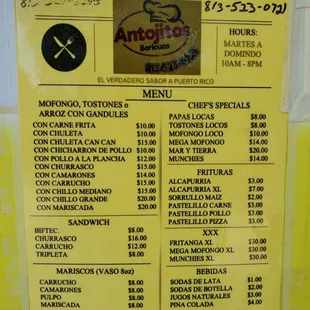 813-523-0721
Antojitos
Boricuas
813-523-0721
HOURS:
MARTES A
DOMINDO
10AM - 8PM
EL VERDADERO SABOR A PUERTO RICO
MENU
MOFONGO, TOSTONES o
ARROZ CON GANDULES
CON CARNE FRITA $10.00
CON CHULETA $10.00
CON CHULETA CAN CAN $15.00
CON CHICHARRON DE POLLO $10.00
CON POLLO A LA PLANCHA $12.00
CON CHURRASCO $15.00
CON CAMARONES $14.00
CON CARRUCHO $15.00
CON CHILLO MEDIANO $15.00
CON CHILLO GRANDE $20.00
CON MARISCADA $20.00
SANDWICH
BIFTEC. $8.00
CHURRASCO $16.00
CARRUCHO $12.00
TRIPLETA $8.00
MARISCOS (VASO 8oz)
CARRUCHO $8.00
CAMARONES $8.00
PULPO $8.00
MARISCADA $8.00
CHEF'S SPECIALS
PAPAS LOCAS $8.00
TOSTONES LOCOS $8.00
MOFONGO LOCO $10.00
MEGA MOFONGO $14.00
MAR Y TIERRA $20.00
MUNCHIES $14.00
FRITURAS
ALCAPURRIA $3.00
ALCAPURRIA XL $7.00
SORRULLO MAIZ $2.00
PASTELILLO CARNE $3.00
PASTELILLO POLLO $3.00
PASTELILLO PIZZA $3.00
XXX
FRITANGA XL $30.00
MEGA MOFONGO XL $30.00
MUNCHIES XL $30.00
BEBIDAS
SODAS DE LATA $1.00
SODAS DE BOTELLA $2.00
JUGOS NATURALES $3.00
PINA COLADA $4.00